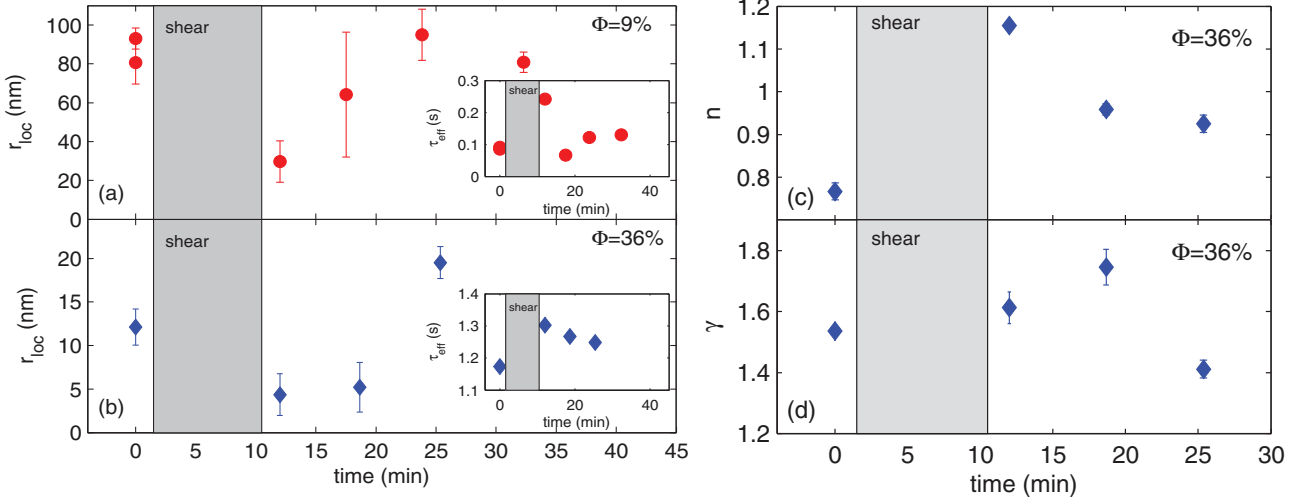 100
80
60
40
20
0
r_loc (nm)
shear
Φ=9%
(a)
0.3
0.2
0.1
0
τ_eff (s)
shear
0 20 40
time (min)
20
15
10
5
0
r_loc (nm)
shear
Φ=36%
(b)
1.4
1.3
1.2
1.1
τ_eff (s)
shear
0 20 40
time (min)
0 5 10 15 20 25 30 35 40 45
time (min)
1.2
1
0.9
0.8
n
shear
Φ=36%
(c)
1.8
1.6
1.4
1.2
γ
shear
Φ=36%
(d)
0 5 10 15 20 25 30
time (min)